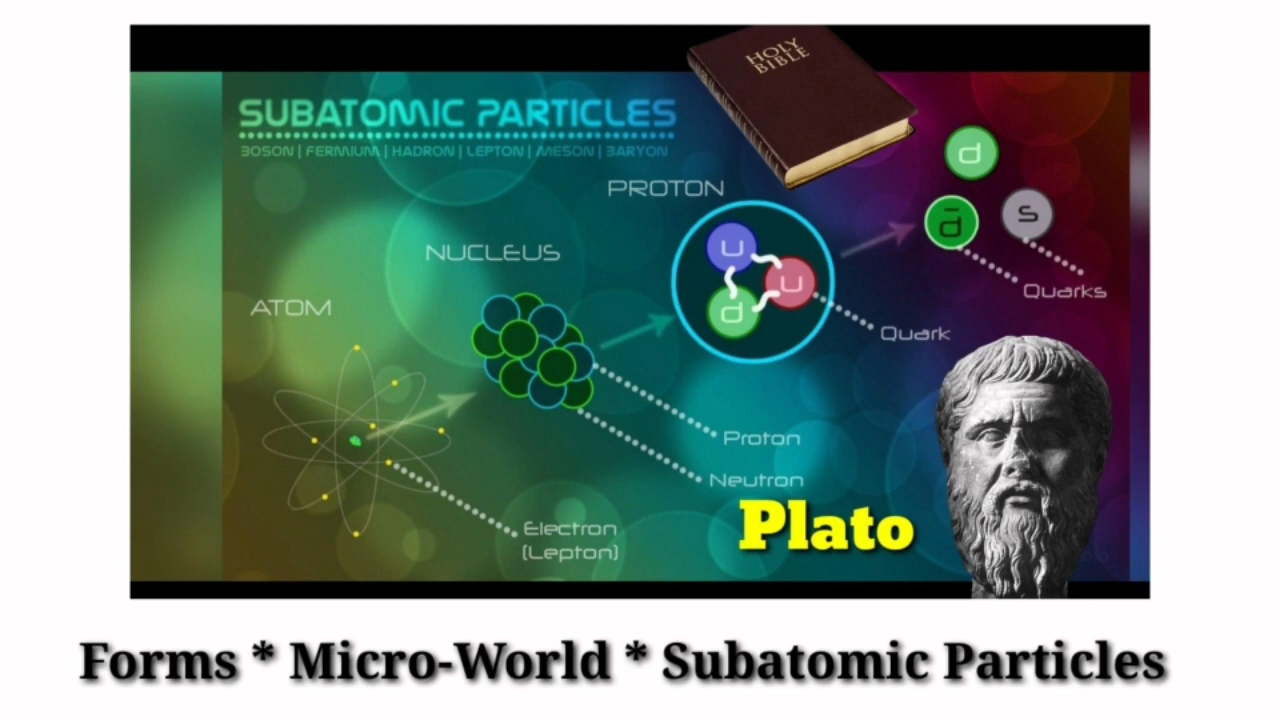 HOLY
BIBLE
SUBATOMIC PARTICLES
BOSON | FERMIUM | HADRON | LEPTON | MESON | BARYON
PROTON
d
d̄
s
NUCLEUS
u
u
d
Quarks
ATOM
Quark
Proton
Neutron
Plato
Electron
(Lepton)
Forms * Micro-World * Subatomic Particles